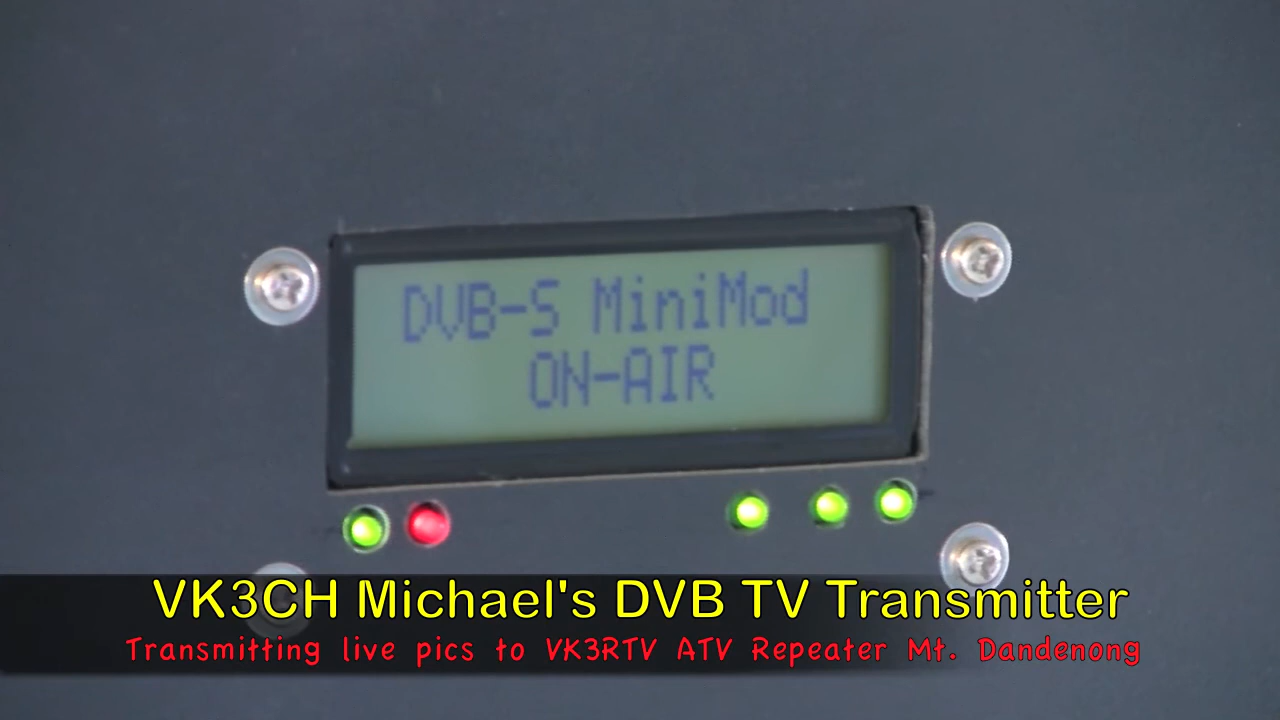 DVB-S MiniMod
ON-AIR
VK3CH Michael's DVB TV Transmitter
Transmitting live pics to VK3RTV ATV Repeater Mt. Dandenong